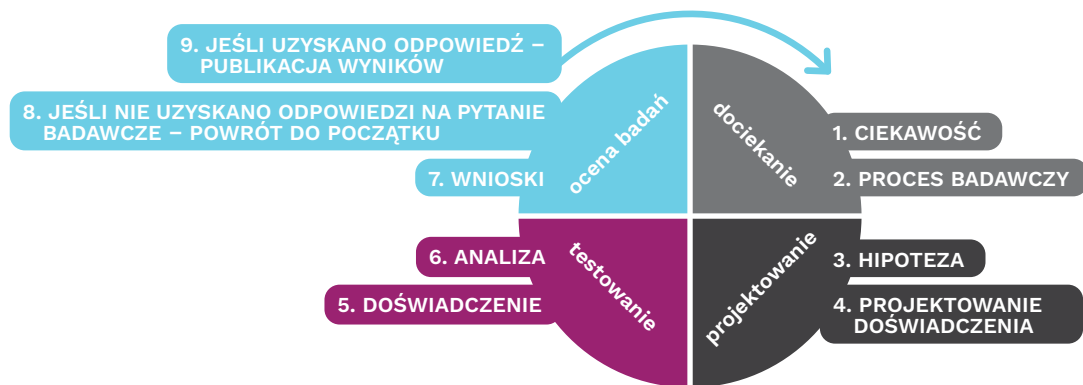 9. JEŚLI UZYSKANO ODPOWIEDŹ –
PUBLIKACJA WYNIKÓW
8. JEŚLI NIE UZYSKANO ODPOWIEDZI NA PYTANIE
BADAWCZE – POWRÓT DO POCZĄTKU
7. WNIOSKI
ocena badań
dociekanie
1. CIEKAWOŚĆ
2. PROCES BADAWCZY
6. ANALIZA
5. DOŚWIADCZENIE
testowanie
projektowanie
3. HIPOTEZA
4. PROJEKTOWANIE
DOŚWIADCZENIA